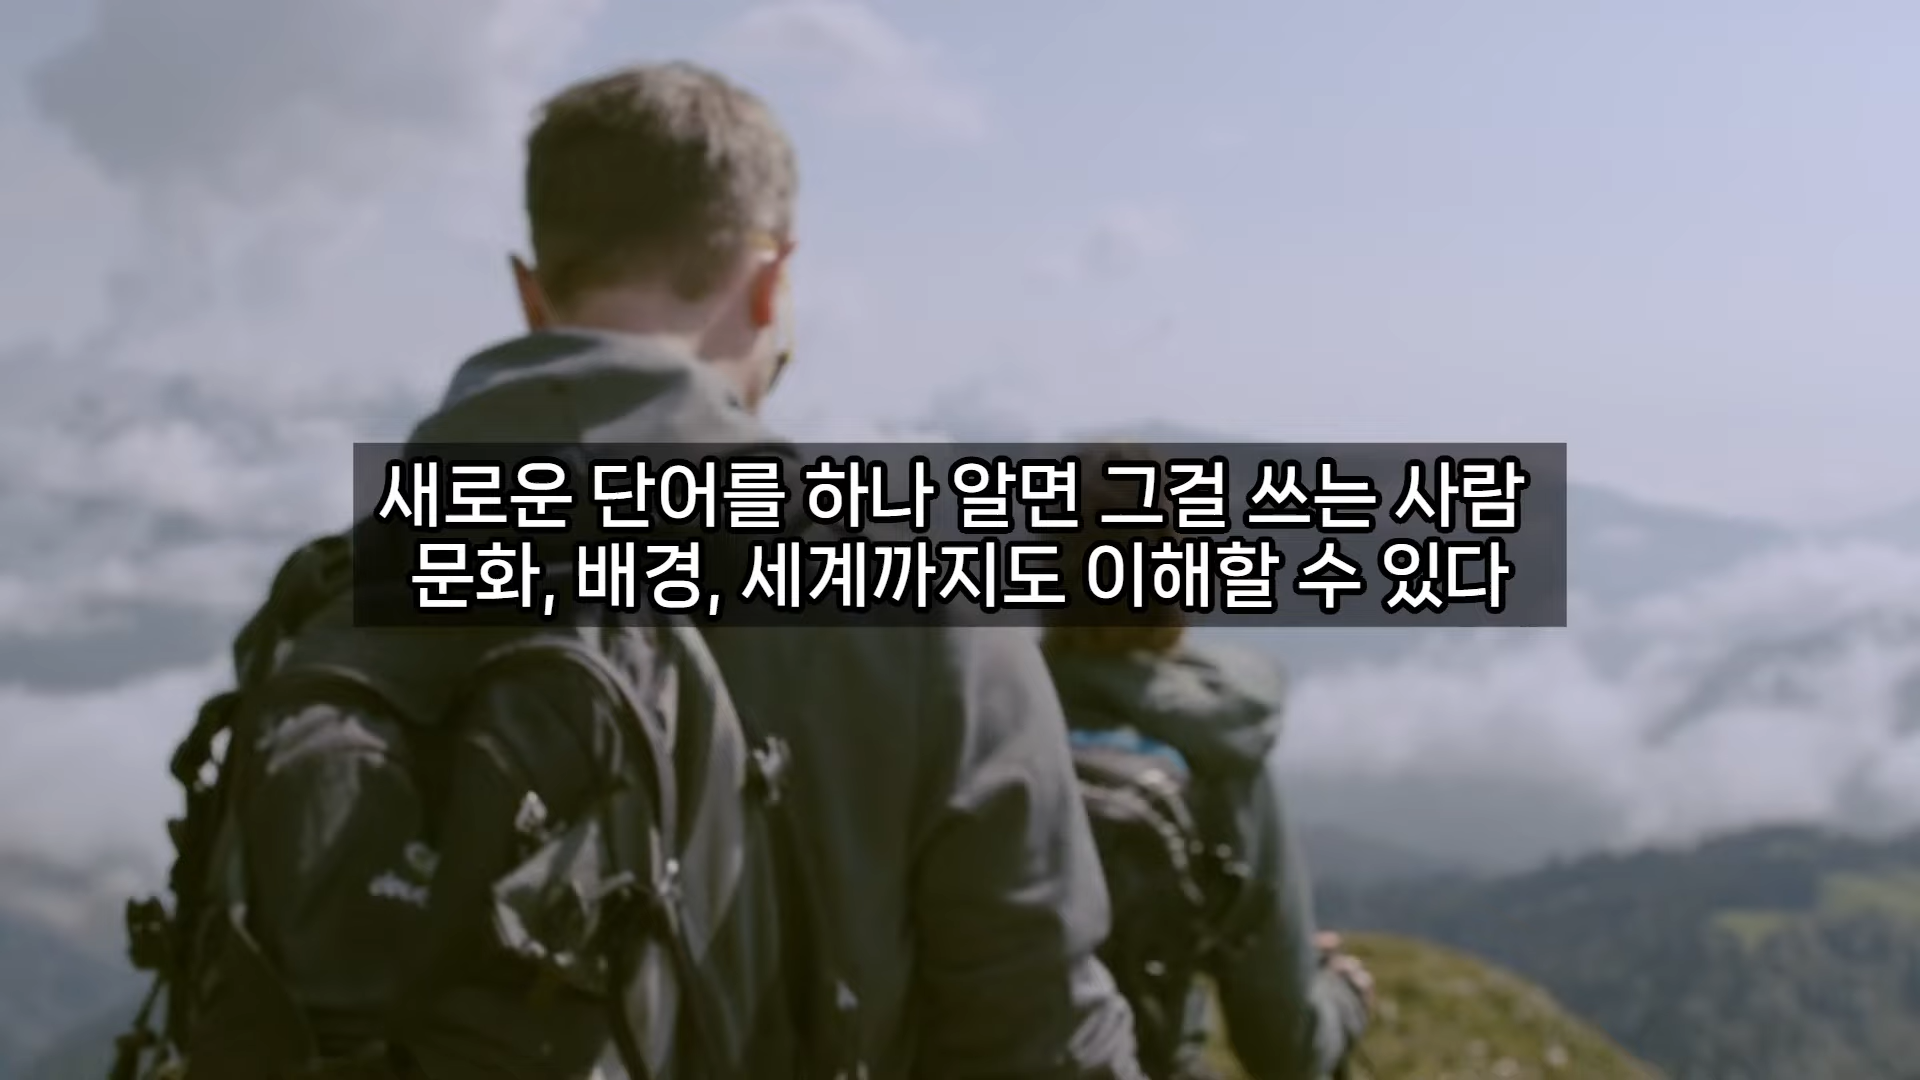 새로운 단어를 하나 알면 그걸 쓰는 사람
문화, 배경, 세계까지도 이해할 수 있다